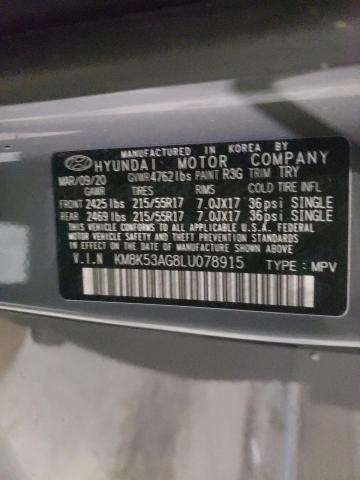 MANUFACTURED IN KOREA BY
HYUNDAI MOTOR COMPANY
MAR/09/20 GVWR4762lbs PAINT R3G TRIM TRY
GAWR TIRES RIMS COLD TIRE INFL
FRONT 2425 lbs 215/55R17 7.0JX17 36psi SINGLE
REAR 2469 lbs 215/55R17 7.0JX17 36psi SINGLE
THIS VEHICLE CONFORMS TO ALL APPLICABLE U.S.A. FEDERAL
MOTOR VEHICLE SAFETY, BUMPER, AND THEFT PREVENTION
STANDARDS IN EFFECT ON THE DATE OF MANUFACTURE SHOWN ABOVE.
V.I.N KM8K53AG8LU078915
TYPE: MPV